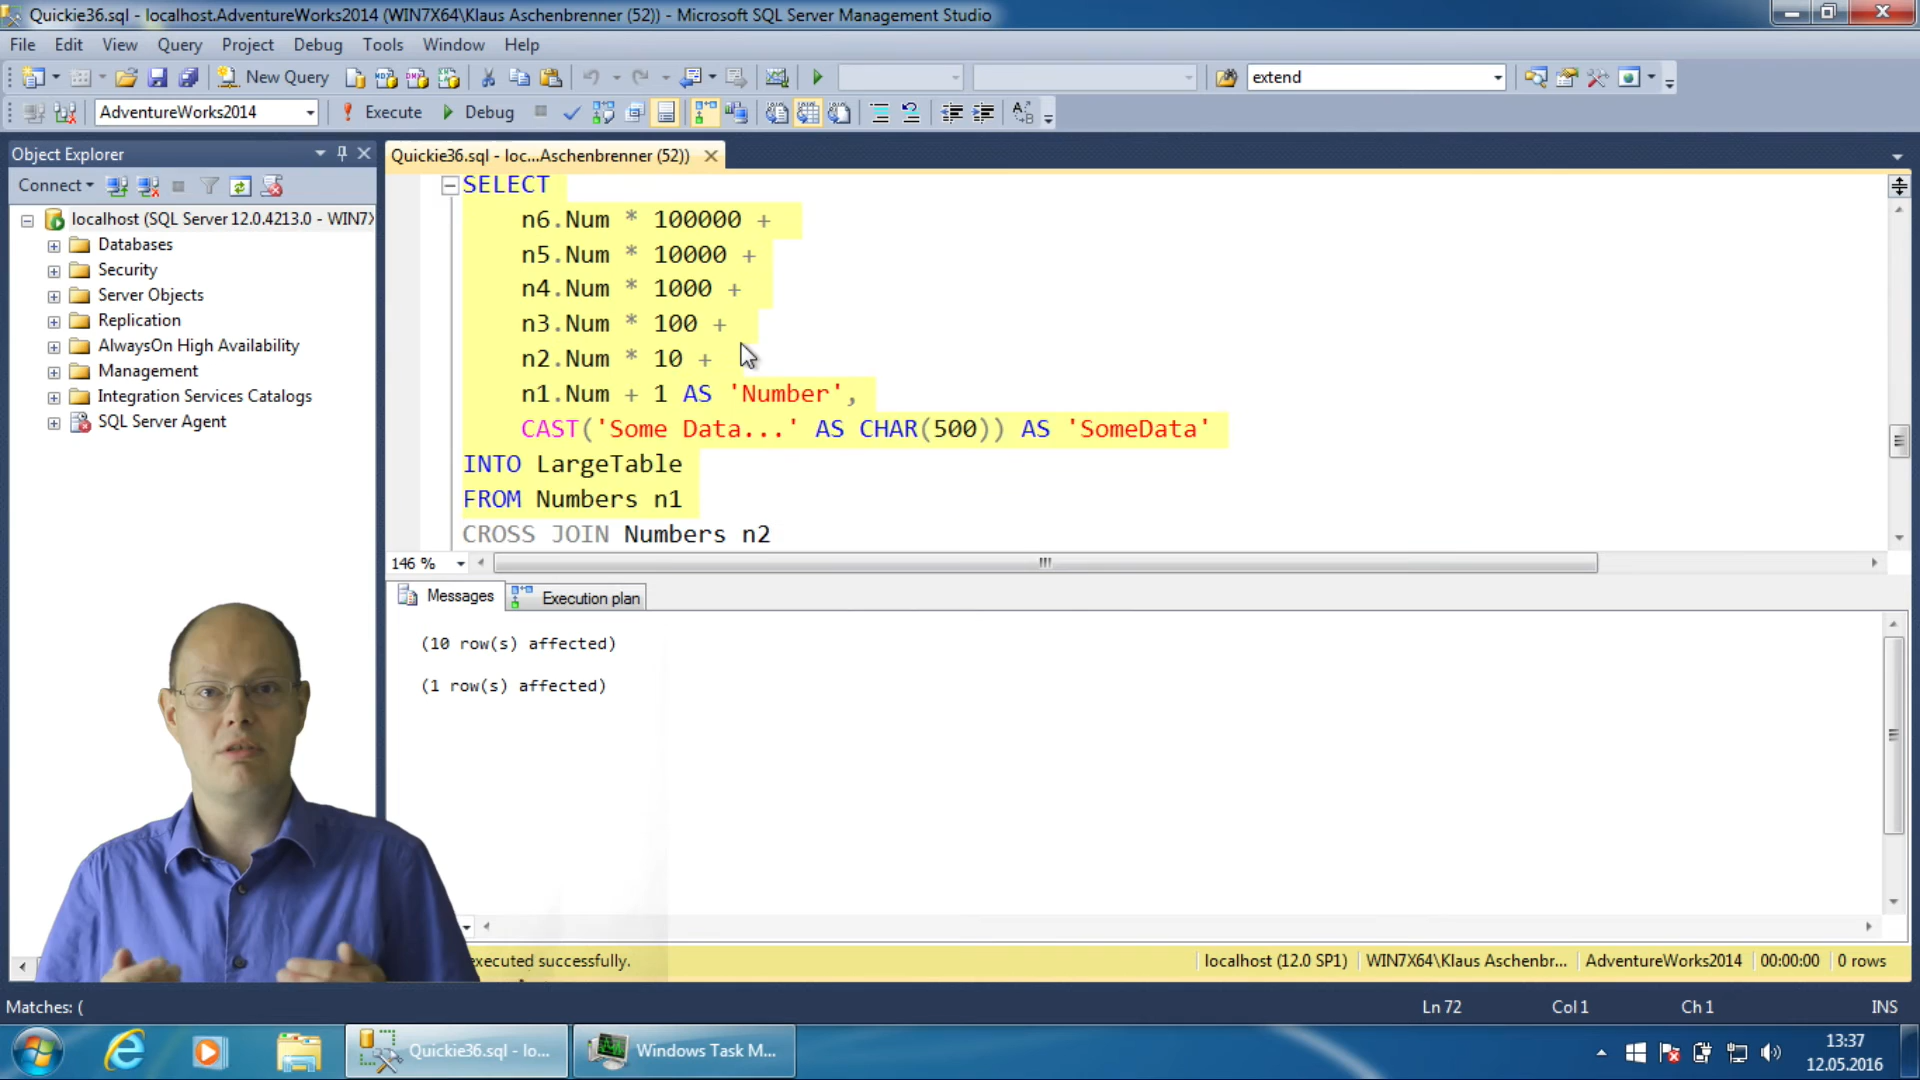 Quickie36.sql - localhost.AdventureWorks2014 (WIN7X64\Klaus Aschenbrenner (52)) - Microsoft SQL Server Management Studio
File Edit View Query Project Debug Tools Window Help
New Query
extend
AdventureWorks2014
Execute
Debug
Object Explorer
Connect
localhost (SQL Server 12.0.4213.0 - WIN7X
Databases
Security
Server Objects
Replication
AlwaysOn High Availability
Management
Integration Services Catalogs
SQL Server Agent
Quickie36.sql - loc...Aschenbrenner (52))
SELECT
n6.Num * 100000 +
n5.Num * 10000 +
n4.Num * 1000 +
n3.Num * 100 +
n2.Num * 10 +
n1.Num + 1 AS 'Number',
CAST('Some Data...' AS CHAR(500)) AS 'SomeData'
INTO LargeTable
FROM Numbers n1
CROSS JOIN Numbers n2
146 %
Messages
Execution plan
(10 row(s) affected)
(1 row(s) affected)
executed successfully.
localhost (12.0 SP1)
WIN7X64\Klaus Aschenbr...
AdventureWorks2014
00:00:00
0 rows
Matches: (
Ln 72
Col 1
Ch 1
INS
Quickie36.sql - lo...
Windows Task M...
13:37
12.05.2016